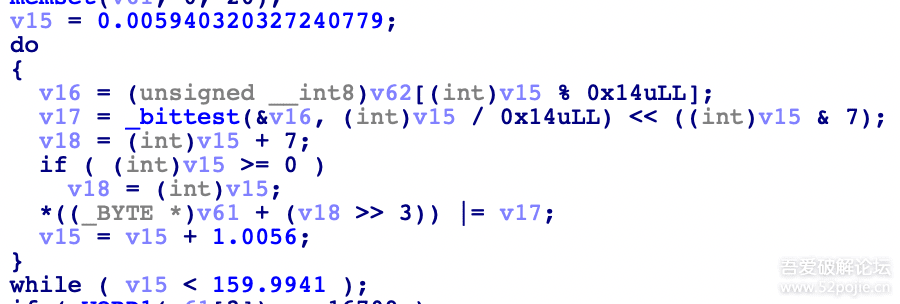 v15 = 0.005940320327240779;
do
{
v16 = (unsigned __int8)v62[(int)v15 % 0x14uLL];
v17 = _bittest(&v16, (int)v15 / 0x14uLL) << ((int)v15 & 7);
v18 = (int)v15 + 7;
if ( (int)v15 >= 0 )
v18 = (int)v15;
*((_BYTE *)v61 + (v18 >> 3)) |= v17;
v15 = v15 + 1.0056;
}
while ( v15 < 159.9941 );
吾爱破解论坛
www.52pojie.cn